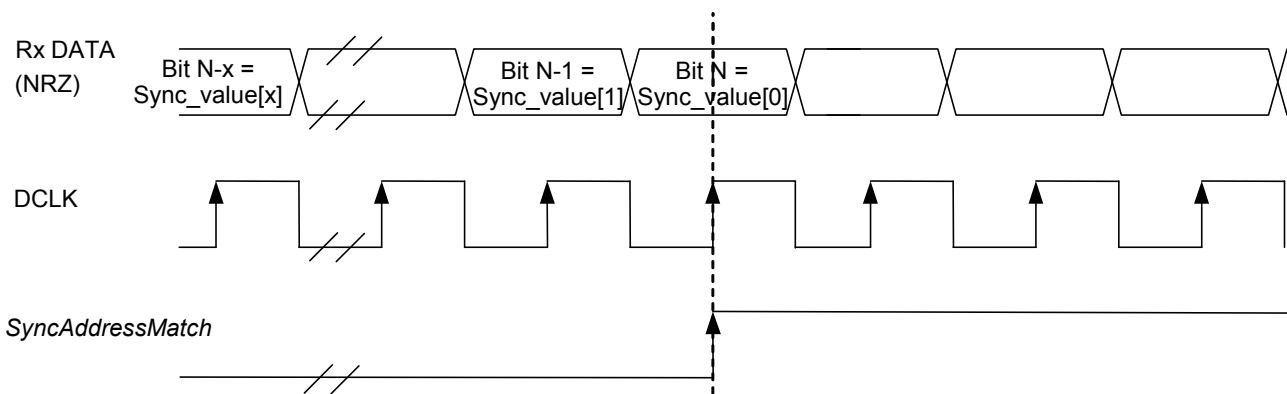 Rx DATA
(NRZ)
Bit N-x =
Sync_value[x]
Bit N-1 =
Sync_value[1]
Bit N =
Sync_value[0]
DCLK
SyncAddressMatch